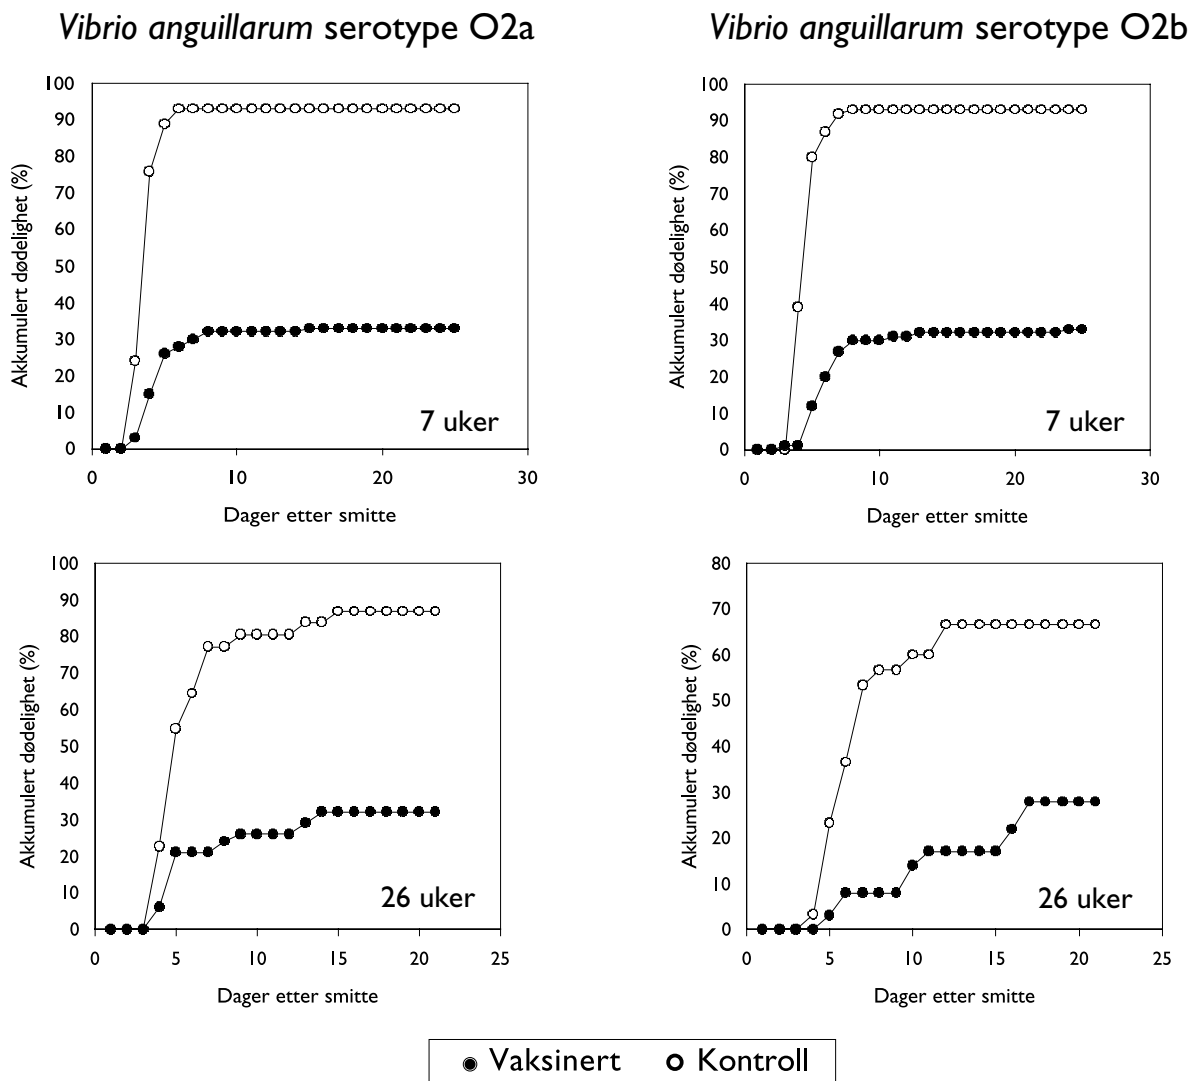 Vibrio anguillarum serotype O2a
Vibrio anguillarum serotype O2b
100
90
80
70
60
50
40
30
20
10
0
Akkumulert dødelighet (%)
7 uker
0 10 20 30
Dager etter smitte
100
90
80
70
60
50
40
30
20
10
0
Akkumulert dødelighet (%)
7 uker
0 10 20 30
Dager etter smitte
100
90
80
70
60
50
40
30
20
10
0
Akkumulert dødelighet (%)
26 uker
0 5 10 15 20 25
Dager etter smitte
80
70
60
50
40
30
20
10
0
Akkumulert dødelighet (%)
26 uker
0 5 10 15 20 25
Dager etter smitte
Vaksinert Kontroll